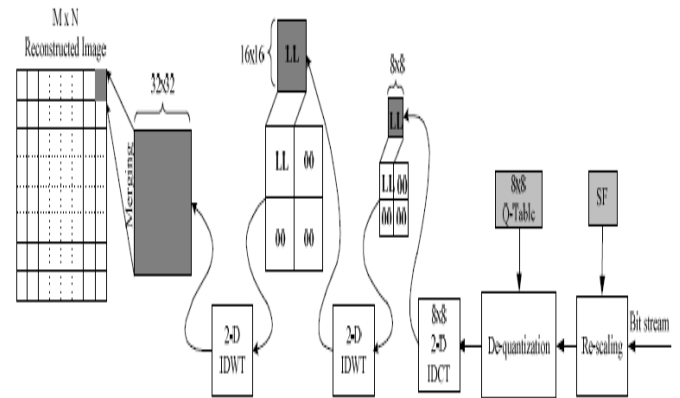 M x N
Reconstructed Image
32x32
Merging
16x16
LL
LL 00
00 00
8x8
LL
LL 00
00 00
8x8
Q-Table
SF
2-D
IDWT
2-D
IDWT
8x8
2-D
IDCT
De-quantization
Re-scaling
Bit stream